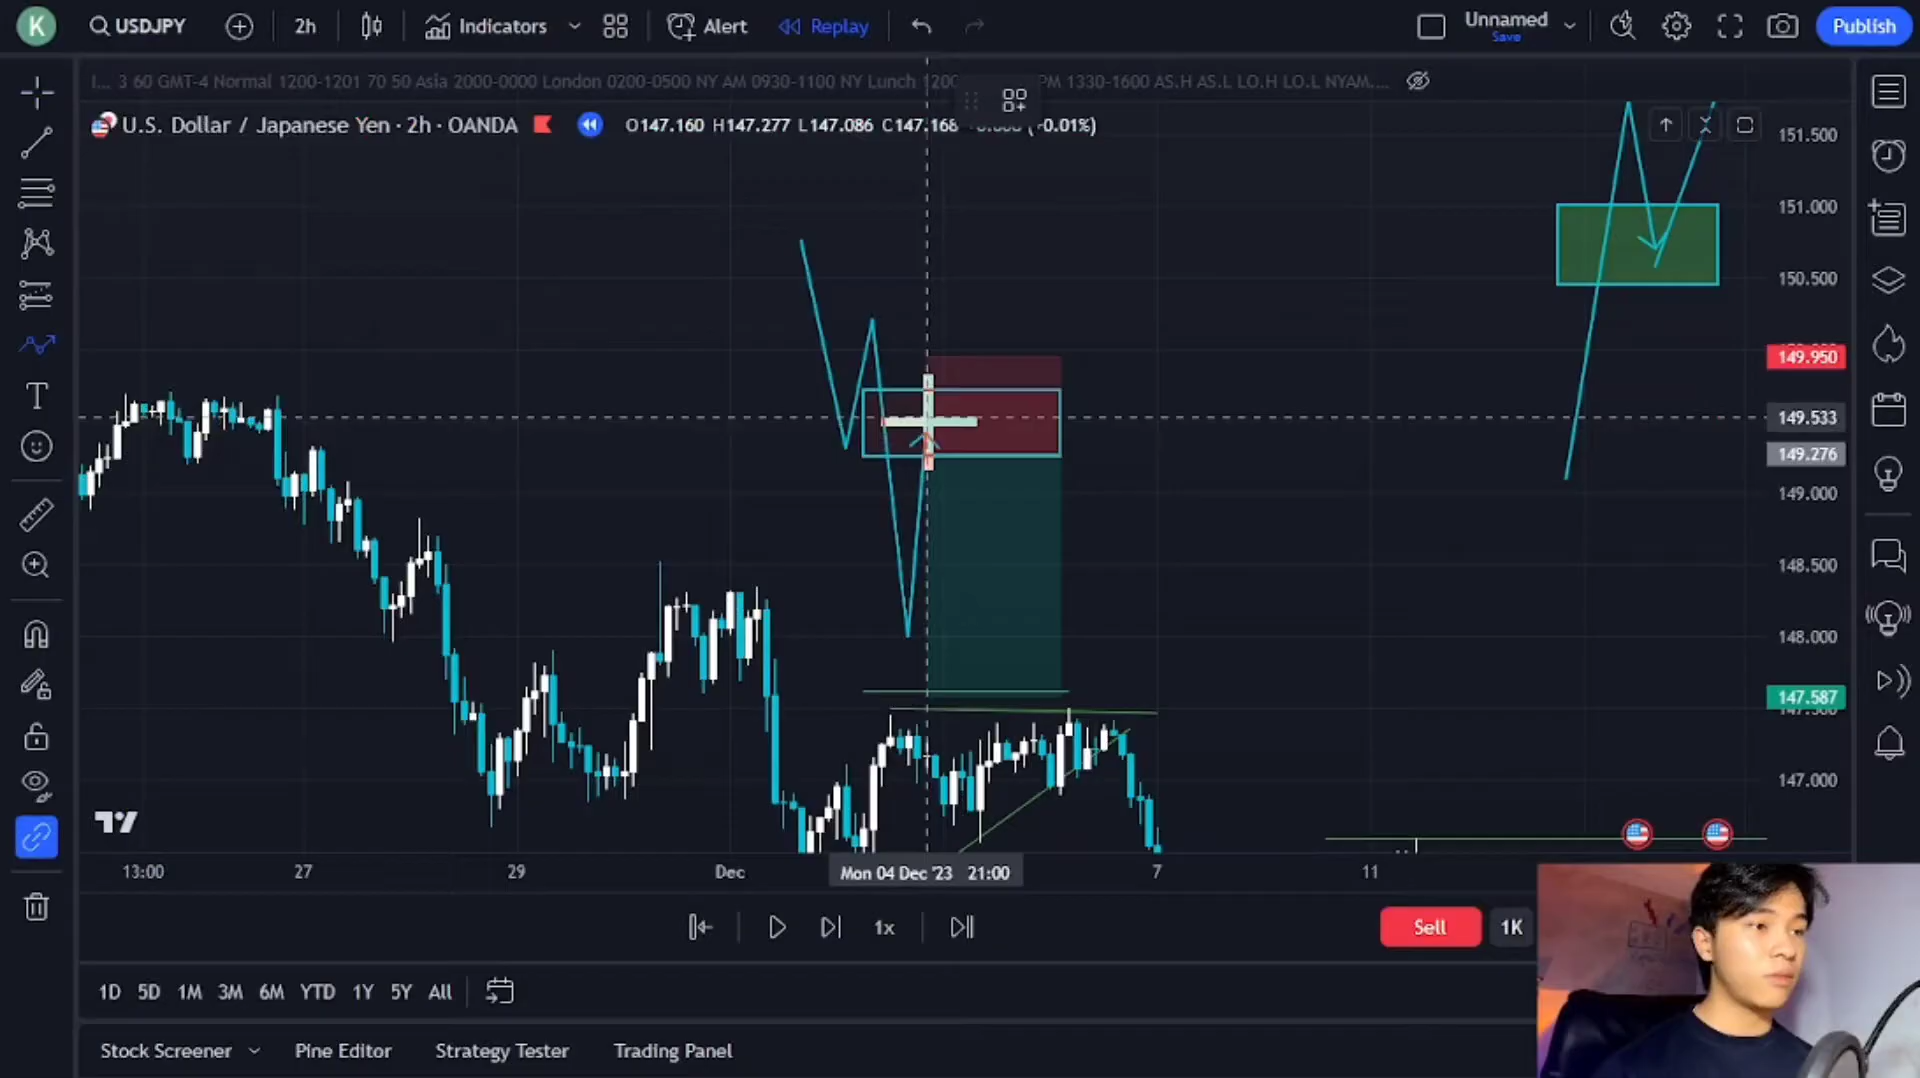 K USDJPY 2h Indicators Alert Replay Unnamed Save Publish
I... 3 60 GMT-4 Normal 1200-1201 70 50 Asia 2000-0000 London 0200-0500 NY AM 0930-1100 NY Lunch 1200 PM 1330-1600 AS.H AS.L LO.H LO.L NYAM....
U.S. Dollar / Japanese Yen · 2h · OANDA O147.160 H147.277 L147.086 C147.168 0.01%)
151.500
151.000
150.500
149.950
149.533
149.276
149.000
148.500
148.000
147.587
147.000
13:00 27 29 Dec Mon 04 Dec '23 21:00 7 11
1x Sell 1K
1D 5D 1M 3M 6M YTD 1Y 5Y All
Stock Screener Pine Editor Strategy Tester Trading Panel